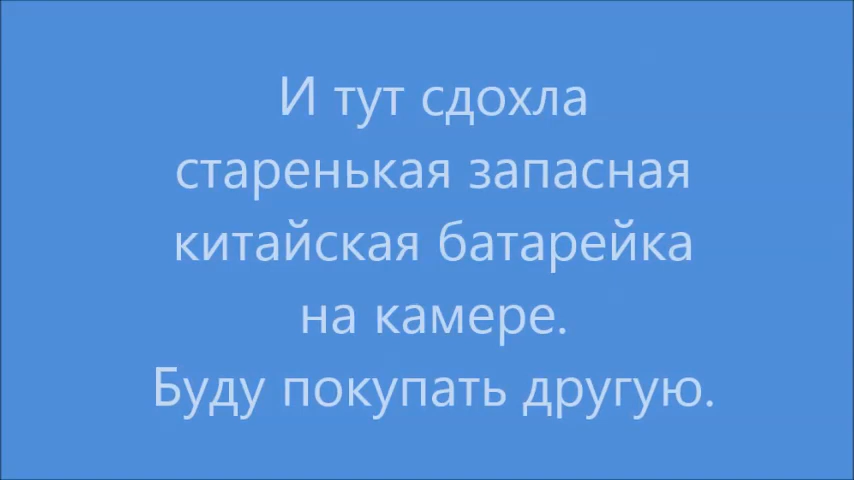 И тут сдохла
старенькая запасная
китайская батарейка
на камере.
Буду покупать другую.